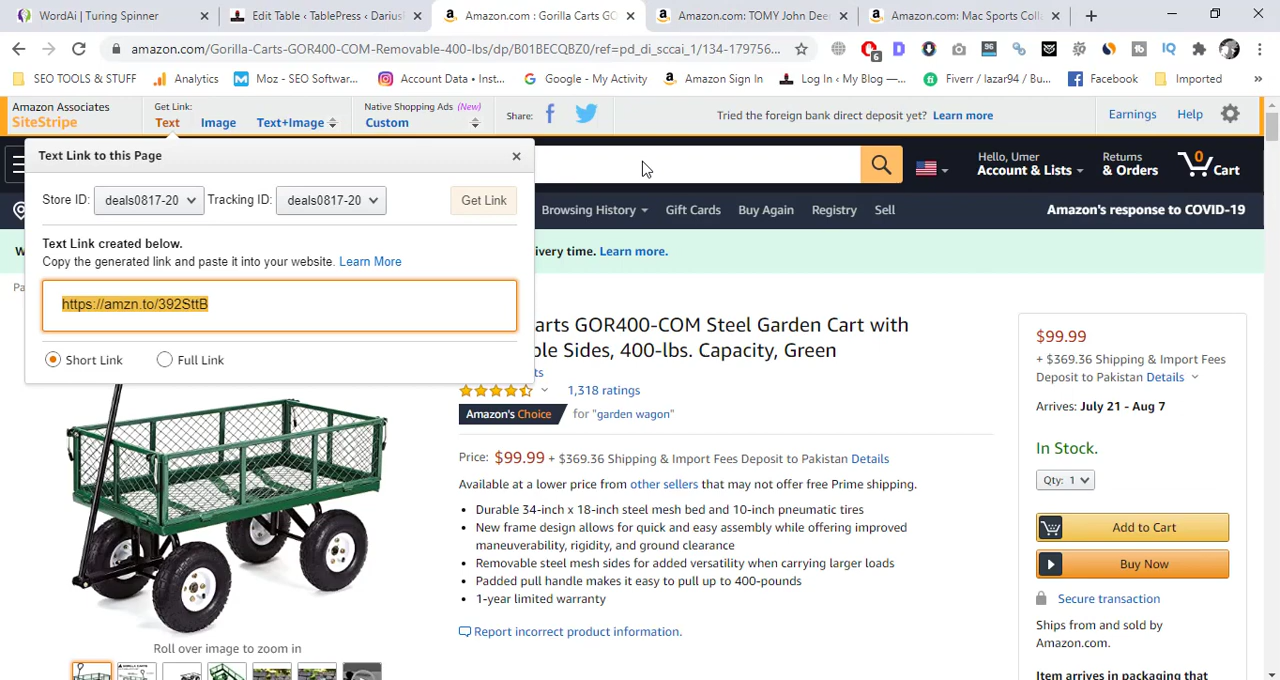 WordAi | Turing Spinner
Edit Table ‹ TablePress ‹ Darius
Amazon.com : Gorilla Carts GO
Amazon.com: TOMY John Dee
Amazon.com: Mac Sports Coll
amazon.com/Gorilla-Carts-GOR400-COM-Removable-400-lbs/dp/B01BECQBZ0/ref=pd_di_sccai_1/134-179756...
6
96
IQ
SEO TOOLS & STUFF
Analytics
Moz - SEO Software...
Account Data • Inst...
Google - My Activity
Amazon Sign In
Log In ‹ My Blog —...
Fiverr / lazar94 / Bu...
Facebook
Imported
»
Amazon Associates
SiteStripe
Get Link:
Text
Image
Text+Image
Native Shopping Ads (New)
Custom
Share:
Tried the foreign bank direct deposit yet? Learn more
Earnings
Help
Text Link to this Page
Store ID: deals0817-20 Tracking ID: deals0817-20 Get Link
Text Link created below.
Copy the generated link and paste it into your website. Learn More
https://amzn.to/392SttB
Short Link
Full Link
Hello, Umer
Account & Lists
Returns
& Orders
0
Cart
Browsing History
Gift Cards
Buy Again
Registry
Sell
Amazon's response to COVID-19
W
ivery time. Learn more.
Pa
arts GOR400-COM Steel Garden Cart with
le Sides, 400-lbs. Capacity, Green
ts
1,318 ratings
Amazon's Choice for "garden wagon"
Price: $99.99 + $369.36 Shipping & Import Fees Deposit to Pakistan Details
Available at a lower price from other sellers that may not offer free Prime shipping.
• Durable 34-inch x 18-inch steel mesh bed and 10-inch pneumatic tires
• New frame design allows for quick and easy assembly while offering improved
maneuverability, rigidity, and ground clearance
• Removable steel mesh sides for added versatility when carrying larger loads
• Padded pull handle makes it easy to pull up to 400-pounds
• 1-year limited warranty
Report incorrect product information.
Roll over image to zoom in
$99.99
+ $369.36 Shipping & Import Fees
Deposit to Pakistan Details
Arrives: July 21 - Aug 7
In Stock.
Qty: 1
Add to Cart
Buy Now
Secure transaction
Ships from and sold by
Amazon.com.
Item arrives in packaging that